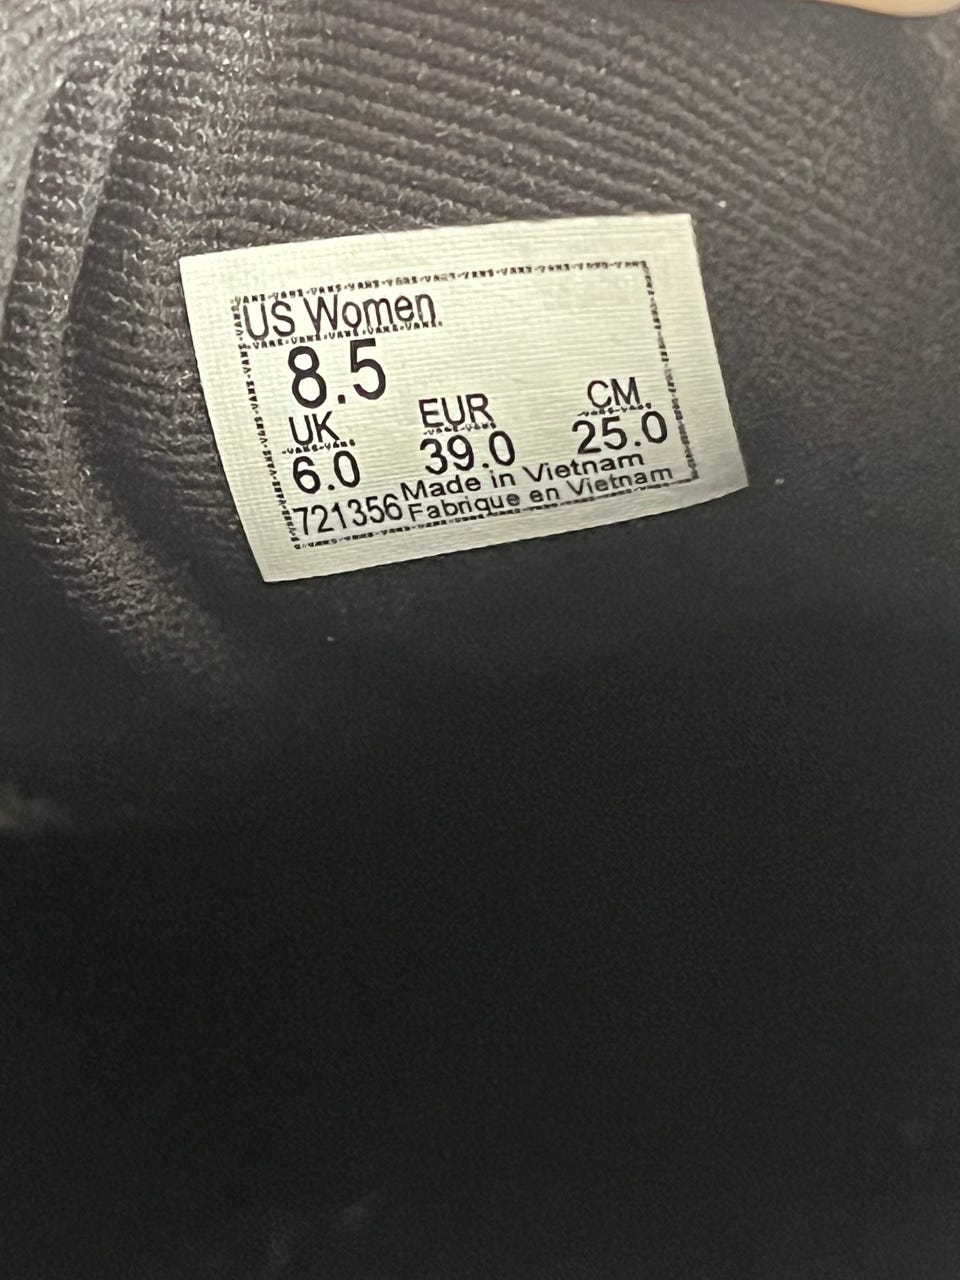 US Women
8.5
UK EUR CM
6.0 39.0 25.0
721356 Made in Vietnam
Fabrique en Vietnam